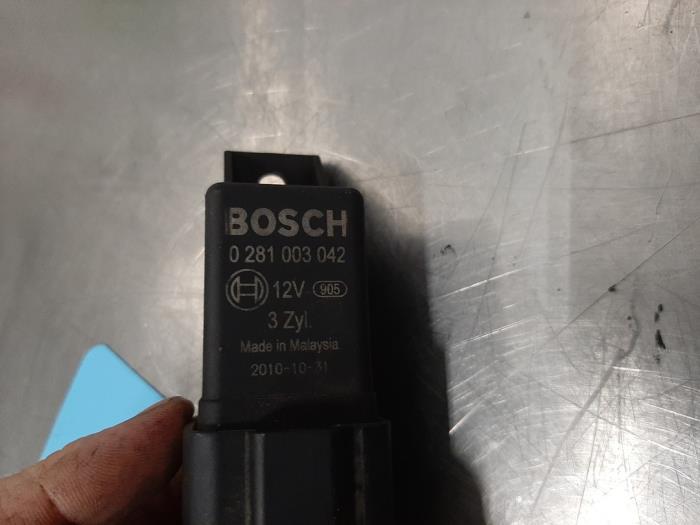 BOSCH
0 281 003 042
12V 905
3 Zyl.
Made in Malaysia
2010-10-31